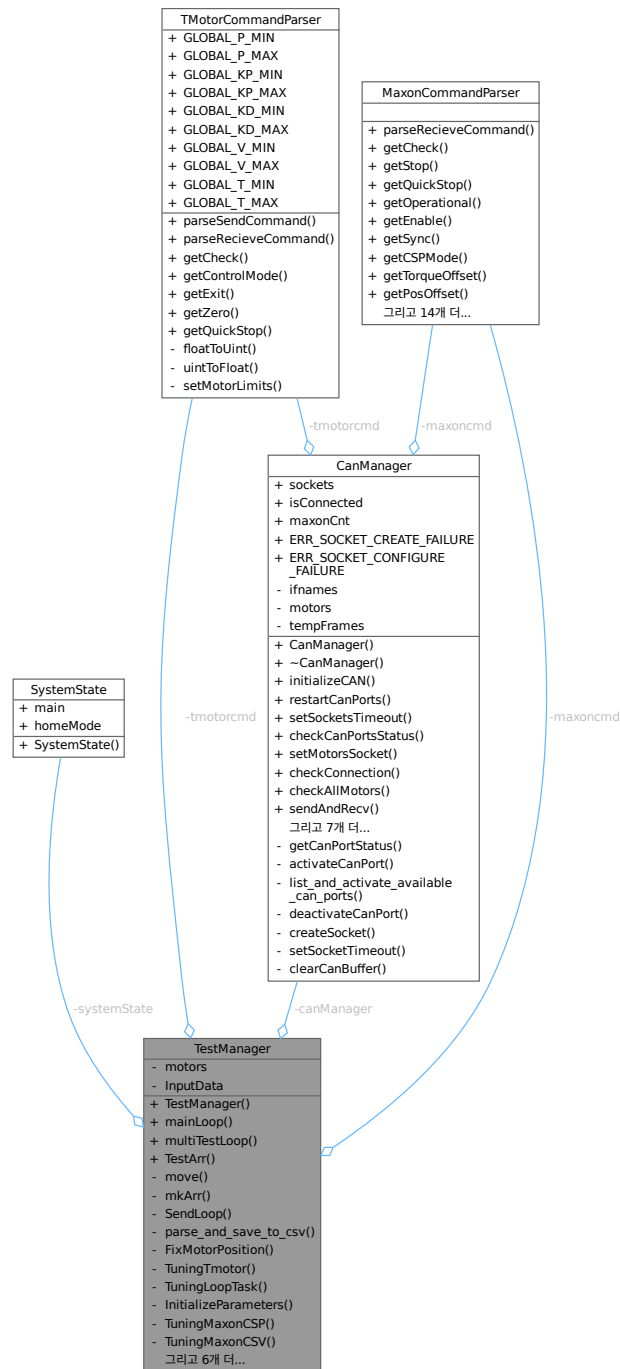 TMotorCommandParser
+ GLOBAL_P_MIN
+ GLOBAL_P_MAX
+ GLOBAL_KP_MIN
+ GLOBAL_KP_MAX
+ GLOBAL_KD_MIN
+ GLOBAL_KD_MAX
+ GLOBAL_V_MIN
+ GLOBAL_V_MAX
+ GLOBAL_T_MIN
+ GLOBAL_T_MAX
+ parseSendCommand()
+ parseRecieveCommand()
+ getCheck()
+ getControlMode()
+ getExit()
+ getZero()
+ getQuickStop()
- floatToUint()
- uintToFloat()
- setMotorLimits()
MaxonCommandParser
+ parseRecieveCommand()
+ getCheck()
+ getStop()
+ getQuickStop()
+ getOperational()
+ getEnable()
+ getSync()
+ getCSPMode()
+ getTorqueOffset()
+ getPosOffset()
그리고 14개 더...
-tmotorcmd
-maxoncmd
CanManager
+ sockets
+ isConnected
+ maxonCnt
+ ERR_SOCKET_CREATE_FAILURE
+ ERR_SOCKET_CONFIGURE
_FAILURE
- ifnames
- motors
- tempFrames
+ CanManager()
+ ~CanManager()
+ initializeCAN()
+ restartCanPorts()
+ setSocketsTimeout()
+ checkCanPortsStatus()
+ setMotorsSocket()
+ checkConnection()
+ checkAllMotors()
+ sendAndRecv()
그리고 7개 더...
- getCanPortStatus()
- activateCanPort()
- list_and_activate_available
_can_ports()
- deactivateCanPort()
- createSocket()
- setSocketTimeout()
- clearCanBuffer()
SystemState
+ main
+ homeMode
+ SystemState()
-tmotorcmd
-maxoncmd
-systemState
-canManager
TestManager
- motors
- InputData
+ TestManager()
+ mainLoop()
+ multiTestLoop()
+ TestArr()
- move()
- mkArr()
- SendLoop()
- parse_and_save_to_csv()
- FixMotorPosition()
- TuningTmotor()
- TuningLoopTask()
- InitializeParameters()
- TuningMaxonCSP()
- TuningMaxonCSV()
그리고 6개 더...